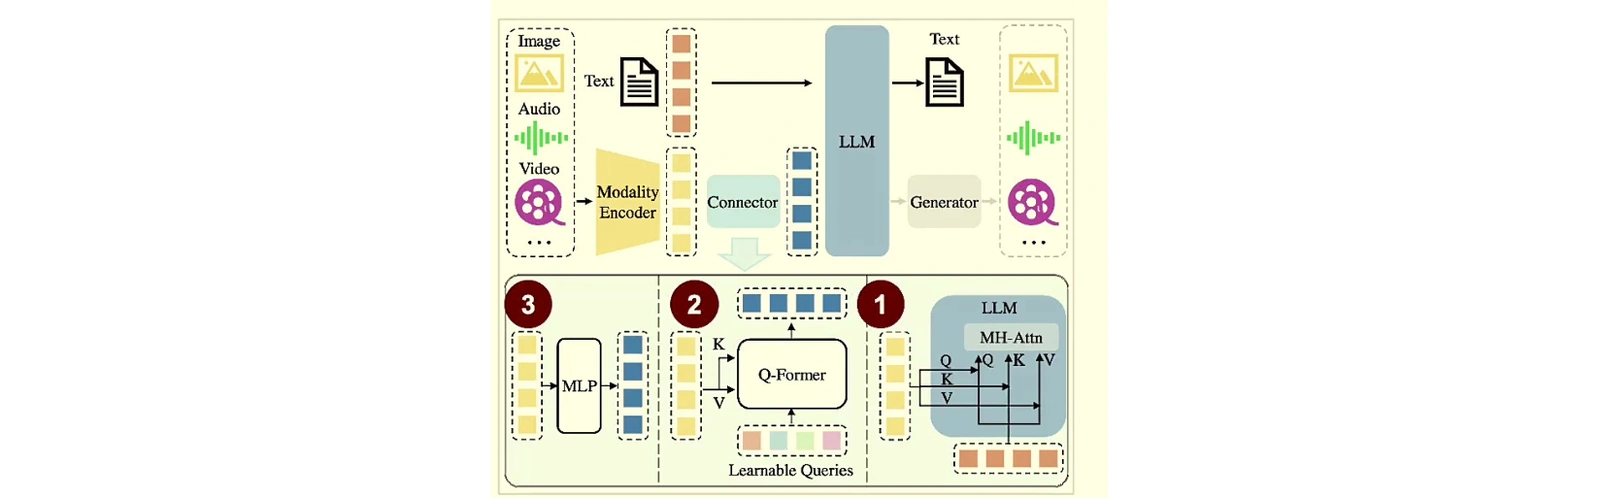 Image
Text
Audio
Video
...
Modality
Encoder
Connector
LLM
Text
Generator
...
3
MLP
2
K
V
Q-Former
Learnable Queries
1
LLM
MH-Attn
Q
K
V
Q
K
V